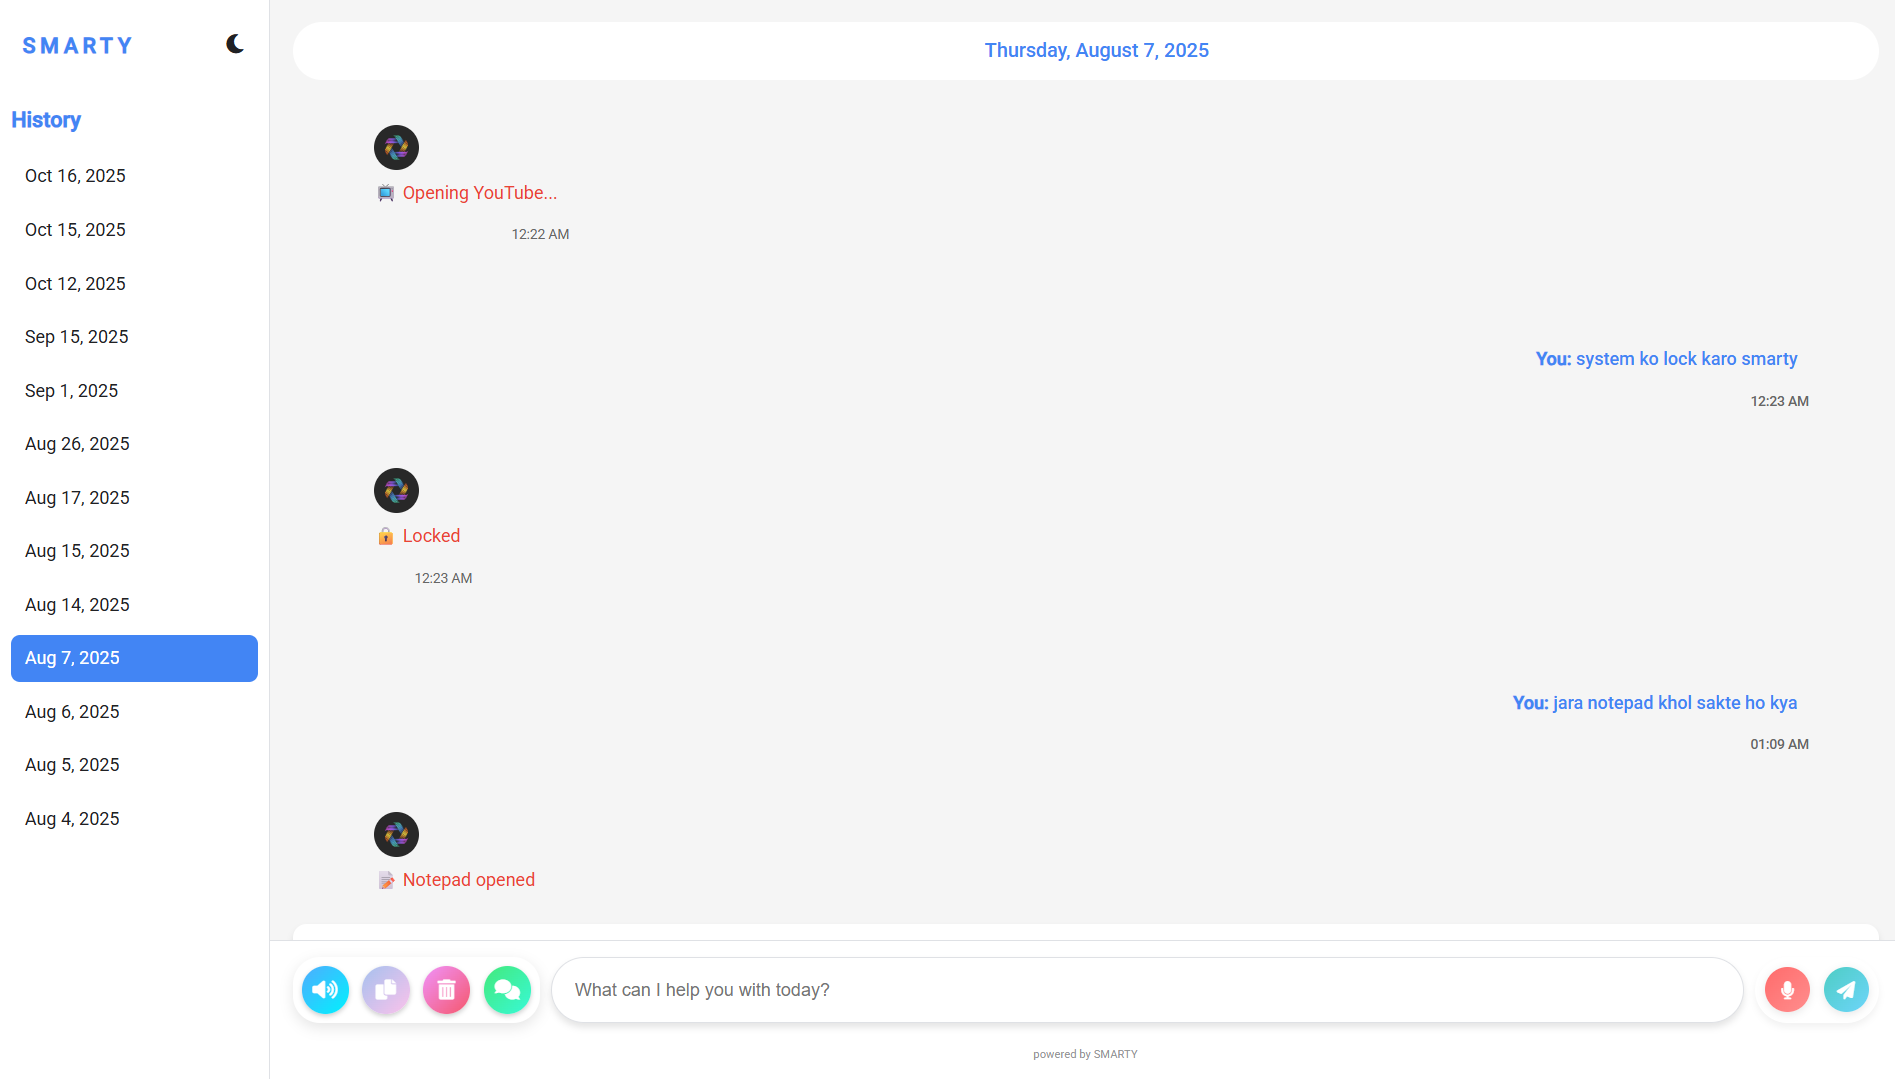 SMARTY
History
Oct 16, 2025
Oct 15, 2025
Oct 12, 2025
Sep 15, 2025
Sep 1, 2025
Aug 26, 2025
Aug 17, 2025
Aug 15, 2025
Aug 14, 2025
Aug 7, 2025
Aug 6, 2025
Aug 5, 2025
Aug 4, 2025
Thursday, August 7, 2025
Opening YouTube...
12:22 AM
You: system ko lock karo smarty
12:23 AM
Locked
12:23 AM
You: jara notepad khol sakte ho kya
01:09 AM
Notepad opened
What can I help you with today?
powered by SMARTY